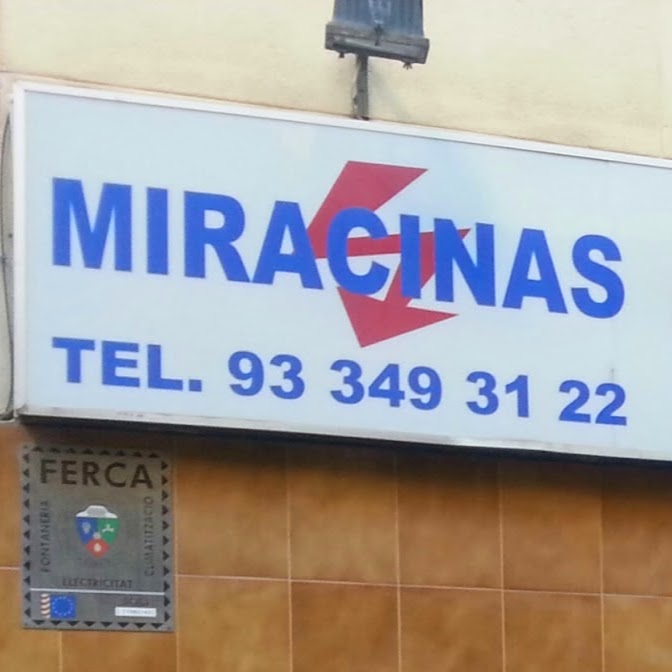 MIRACINAS
TEL. 93 349 31 22
FERCA
FONTANERIA
CLIMATITZACIÓ
ELECTRICITAT